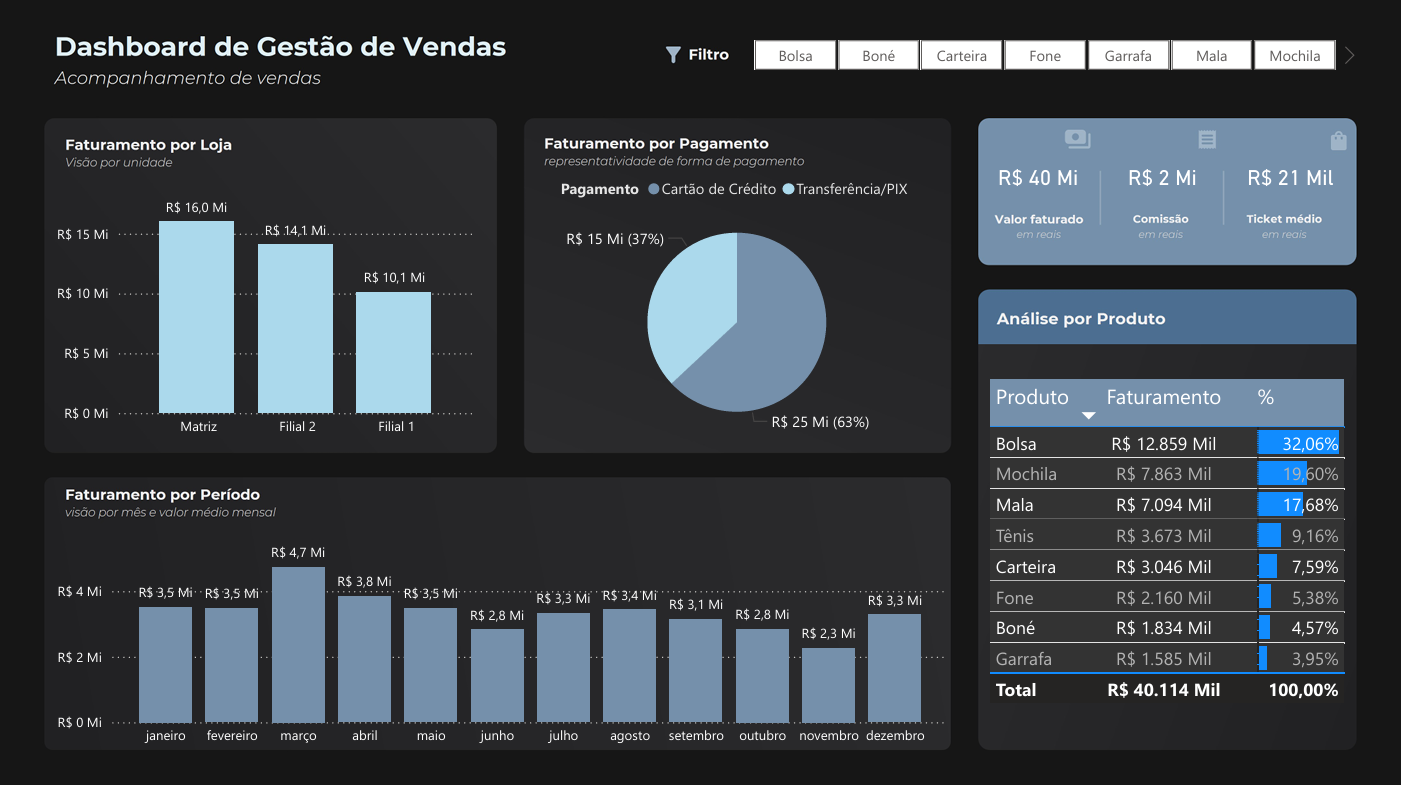 Dashboard de Gestão de Vendas
Acompanhamento de vendas
Filtro
Bolsa
Boné
Carteira
Fone
Garrafa
Mala
Mochila
Faturamento por Loja
Visão por unidade
R$ 16,0 Mi
R$ 14,1 Mi
R$ 10,1 Mi
R$ 15 Mi
R$ 10 Mi
R$ 5 Mi
R$ 0 Mi
Matriz Filial 2 Filial 1
Faturamento por Pagamento
representatividade de forma de pagamento
Pagamento Cartão de Crédito Transferência/PIX
R$ 15 Mi (37%)
R$ 25 Mi (63%)
R$ 40 Mi
Valor faturado
em reais
R$ 2 Mi
Comissão
em reais
R$ 21 Mil
Ticket médio
em reais
Análise por Produto
Produto Faturamento %
Bolsa R$ 12.859 Mil 32,06%
Mochila R$ 7.863 Mil 19,60%
Mala R$ 7.094 Mil 17,68%
Tênis R$ 3.673 Mil 9,16%
Carteira R$ 3.046 Mil 7,59%
Fone R$ 2.160 Mil 5,38%
Boné R$ 1.834 Mil 4,57%
Garrafa R$ 1.585 Mil 3,95%
Total R$ 40.114 Mil 100,00%
Faturamento por Período
visão por mês e valor médio mensal
R$ 4 Mi
R$ 2 Mi
R$ 0 Mi
R$ 3,5 Mi
R$ 3,5 Mi
R$ 4,7 Mi
R$ 3,8 Mi
R$ 3,5 Mi
R$ 2,8 Mi
R$ 3,3 Mi
R$ 3,4 Mi
R$ 3,1 Mi
R$ 2,8 Mi
R$ 2,3 Mi
R$ 3,3 Mi
janeiro fevereiro março abril maio junho julho agosto setembro outubro novembro dezembro